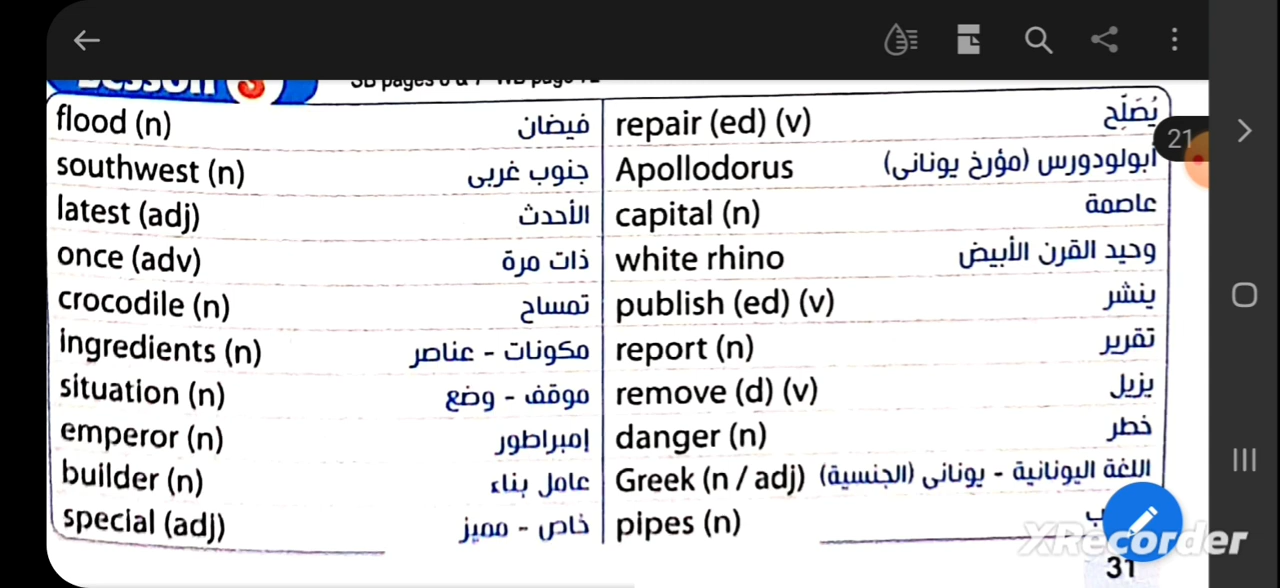 Lesson 3
21
flood (n) فيضان
southwest (n) جنوب غربى
latest (adj) الأحدث
once (adv) ذات مرة
crocodile (n) تمساح
ingredients (n) مكونات - عناصر
situation (n) موقف - وضع
emperor (n) إمبراطور
builder (n) عامل بناء
special (adj) خاص - مميز
repair (ed) (v) يُصَلِّح
Apollodorus أبولودورس (مؤرخ يونانى)
capital (n) عاصمة
white rhino وحيد القرن الأبيض
publish (ed) (v) ينشر
report (n) تقرير
remove (d) (v) يزيل
danger (n) خطر
Greek (n / adj) اللغة اليونانية - يونانى (الجنسية)
pipes (n)
XRecorder
31